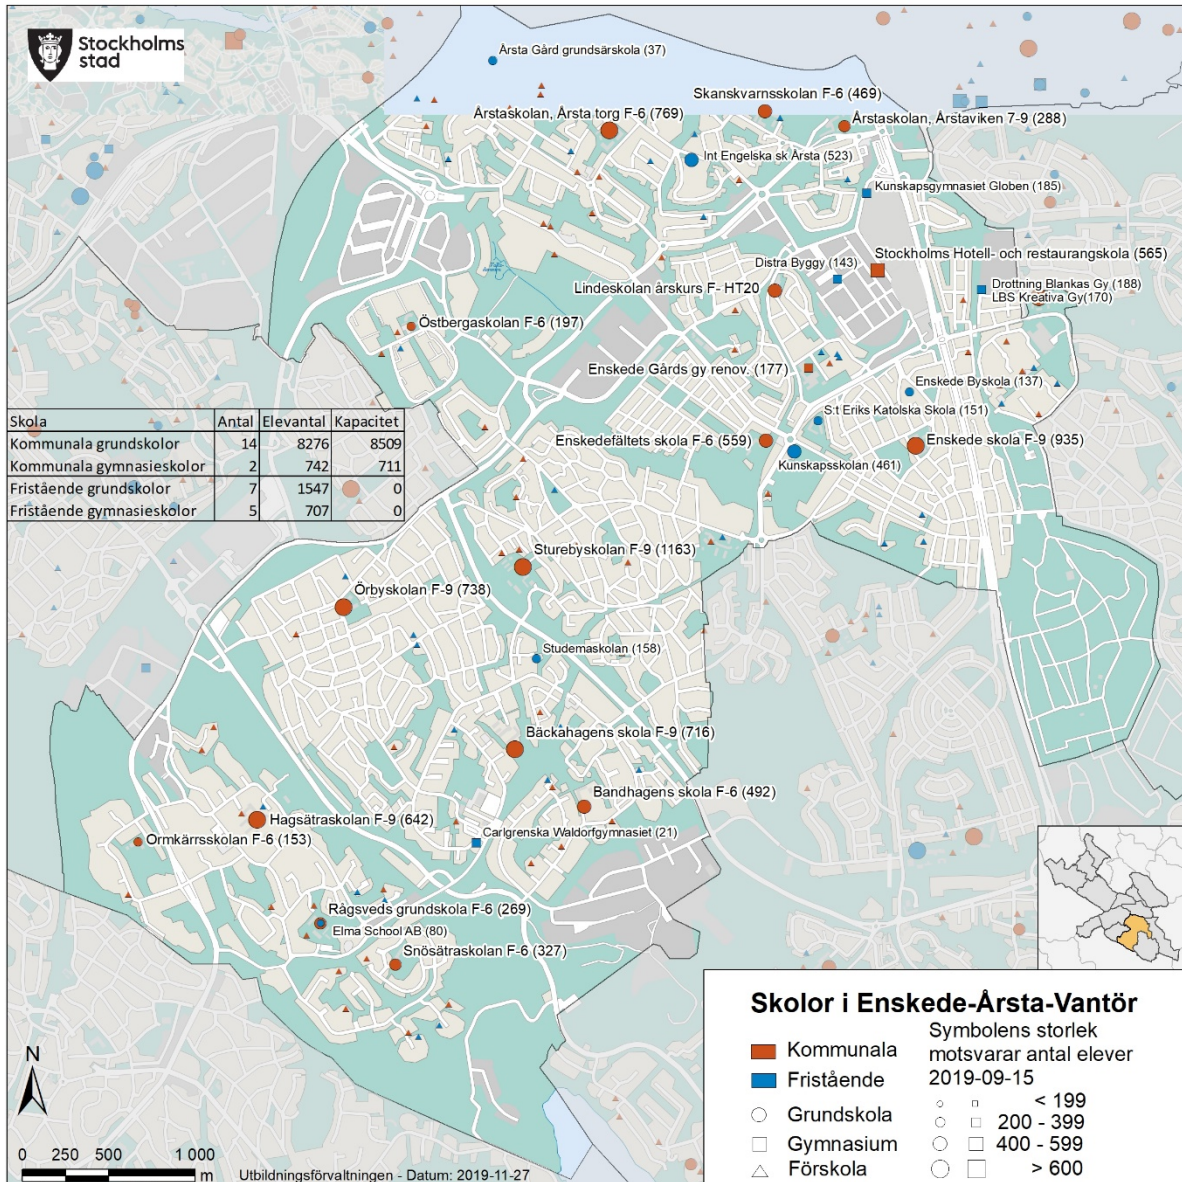 Stockholms
stad
Årsta Gård grundsärskola (37)
Skanskvarnsskolan F-6 (469)
Årstaskolan, Årsta torg F-6 (769)
Årstaskolan, Årstaviken 7-9 (288)
Int Engelska sk Årsta (523)
Kunskapsgymnasiet Globen (185)
Stockholms Hotell- och restaurangskola (565)
Distra Byggy (143)
Drottning Blankas Gy (188)
LBS Kreativa Gy(170)
Lindeskolan årskurs F- HT20
Östbergaskolan F-6 (197)
Enskede Gårds gy renov. (177)
Enskede Byskola (137)
S:t Eriks Katolska Skola (151)
Enskedefältets skola F-6 (559)
Enskede skola F-9 (935)
Kunskapsskolan (461)
Skola Antal Elevantal Kapacitet
Kommunala grundskolor 14 8276 8509
Kommunala gymnasieskolor 2 742 711
Fristående grundskolor 7 1547 0
Fristående gymnasieskolor 5 707 0
Sturebyskolan F-9 (1163)
Örbyskolan F-9 (738)
Studemaskolan (158)
Bäckahagens skola F-9 (716)
Bandhagens skola F-6 (492)
Hagsätraskolan F-9 (642)
Carlgrenska Waldorfgymnasiet (21)
Ormkärrsskolan F-6 (153)
Rågsveds grundskola F-6 (269)
Elma School AB (80)
Snösätraskolan F-6 (327)
Skolor i Enskede-Årsta-Vantör
Kommunala
Fristående
Grundskola
Gymnasium
Förskola
Symbolens storlek
motsvarar antal elever
2019-09-15
< 199
200 - 399
400 - 599
> 600
N
0 250 500 1 000
m
Utbildningsförvaltningen - Datum: 2019-11-27